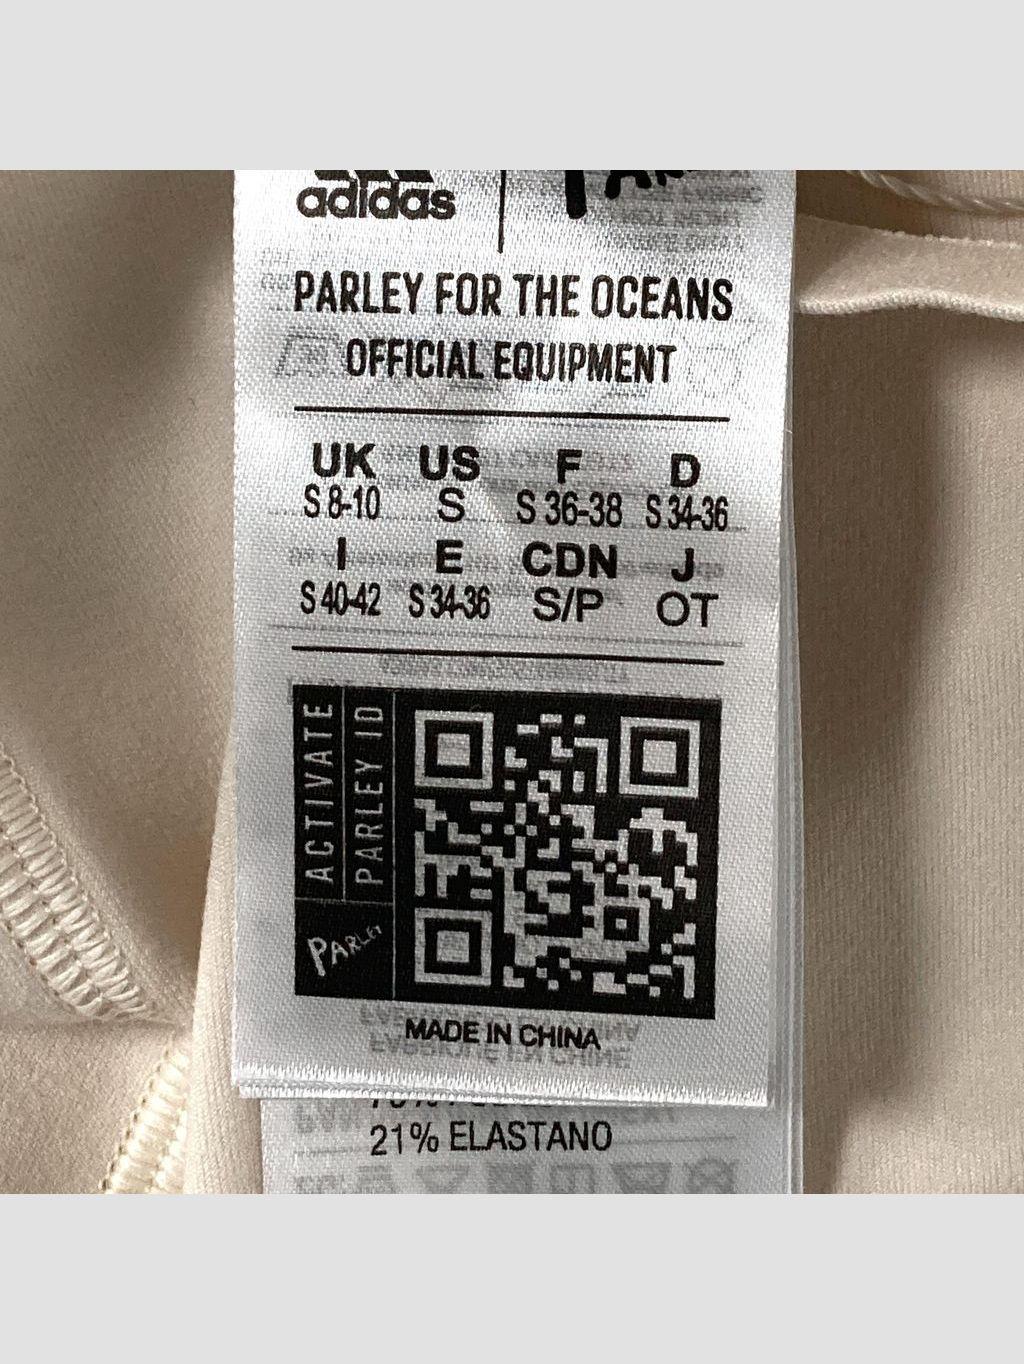 adidas
PARLEY FOR THE OCEANS
OFFICIAL EQUIPMENT
UK US F D
S 8-10 S S 36-38 S 34-36
I E CDN J
S 40-42 S 34-36 S/P OT
ACTIVATE
PARLEY ID
PARLEY
MADE IN CHINA
21% ELASTANO